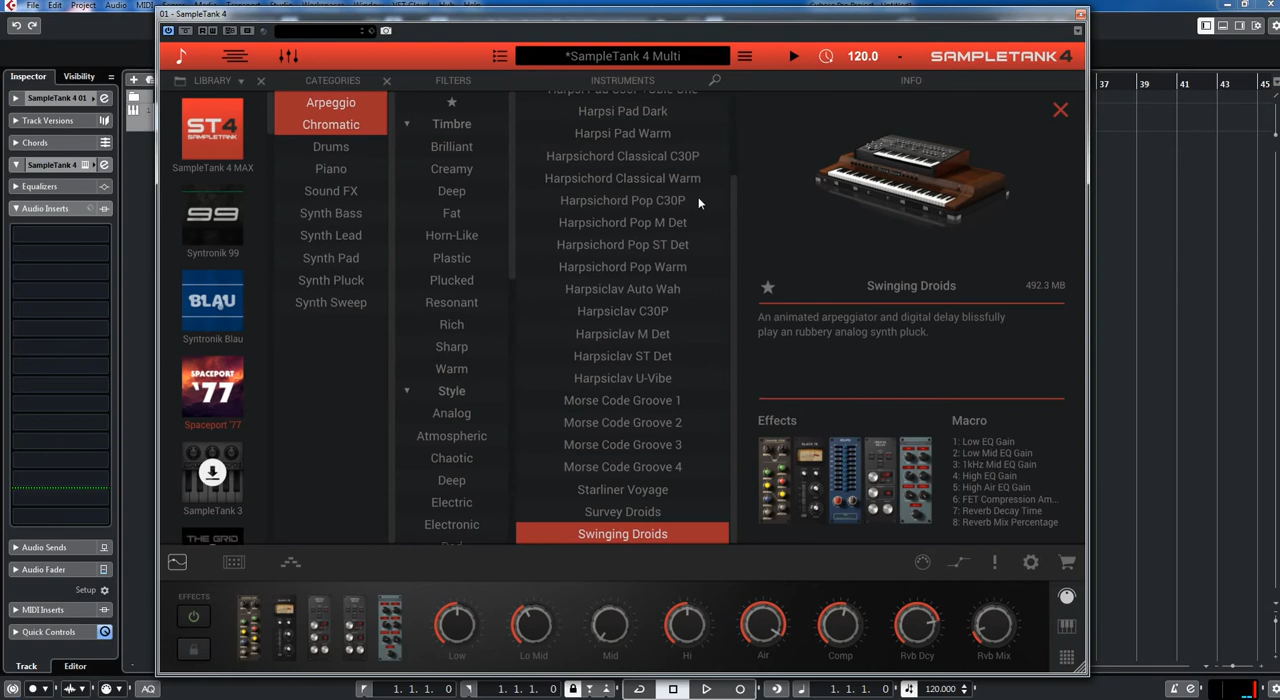 File Edit Project Audio MIDI
01 - SampleTank 4
R W
*SampleTank 4 Multi
120.0
-
SAMPLETANK 4
Inspector Visibility
LIBRARY
CATEGORIES
FILTERS
INSTRUMENTS
INFO
37 39 41 43 45
SampleTank 4 01
Track Versions
Chords
SampleTank 4
Equalizers
Audio Inserts
1
ST4
SAMPLETANK
SampleTank 4 MAX
99
Syntronik 99
BLAU
Syntronik Blau
SPACEPORT
'77
Spaceport '77
SampleTank 3
THE GRID
Arpeggio
Chromatic
Drums
Piano
Sound FX
Synth Bass
Synth Lead
Synth Pad
Synth Pluck
Synth Sweep
Timbre
Brilliant
Creamy
Deep
Fat
Horn-Like
Plastic
Plucked
Resonant
Rich
Sharp
Warm
Style
Analog
Atmospheric
Chaotic
Deep
Electric
Electronic
Harpsi Pad Dark
Harpsi Pad Warm
Harpsichord Classical C30P
Harpsichord Classical Warm
Harpsichord Pop C30P
Harpsichord Pop M Det
Harpsichord Pop ST Det
Harpsichord Pop Warm
Harpsiclav Auto Wah
Harpsiclav C30P
Harpsiclav M Det
Harpsiclav ST Det
Harpsiclav U-Vibe
Morse Code Groove 1
Morse Code Groove 2
Morse Code Groove 3
Morse Code Groove 4
Starliner Voyage
Survey Droids
Swinging Droids
Swinging Droids
492.3 MB
An animated arpeggiator and digital delay blissfully
play an rubbery analog synth pluck.
Effects
Macro
1: Low EQ Gain
2: Low Mid EQ Gain
3: 1kHz Mid EQ Gain
4: High EQ Gain
5: High Air EQ Gain
6: FET Compression Am...
7: Reverb Decay Time
8: Reverb Mix Percentage
Audio Sends
Audio Fader
Setup
MIDI Inserts
Quick Controls
Track Editor
EFFECTS
Low
Lo Mid
Mid
Hi
Air
Comp
Rvb Dcy
Rvb Mix
AQ
1. 1. 1. 0
1. 1. 1. 0
1. 1. 1. 0
120.000